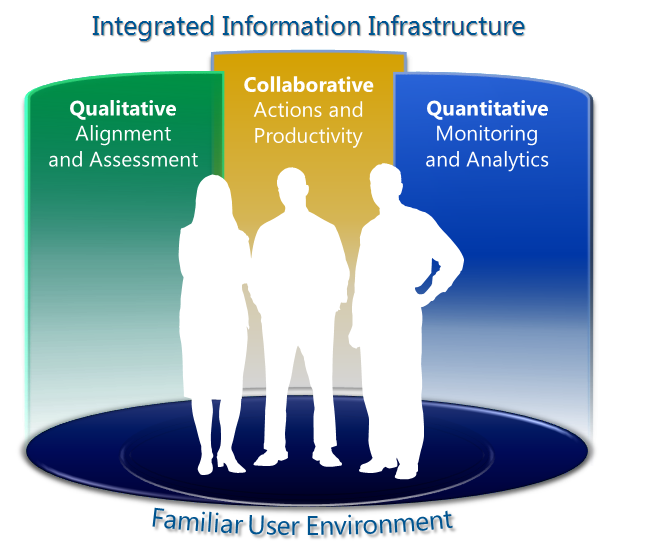 Integrated Information Infrastructure
Qualitative
Alignment
and Assessment
Collaborative
Actions and
Productivity
Quantitative
Monitoring
and Analytics
Familiar User Environment